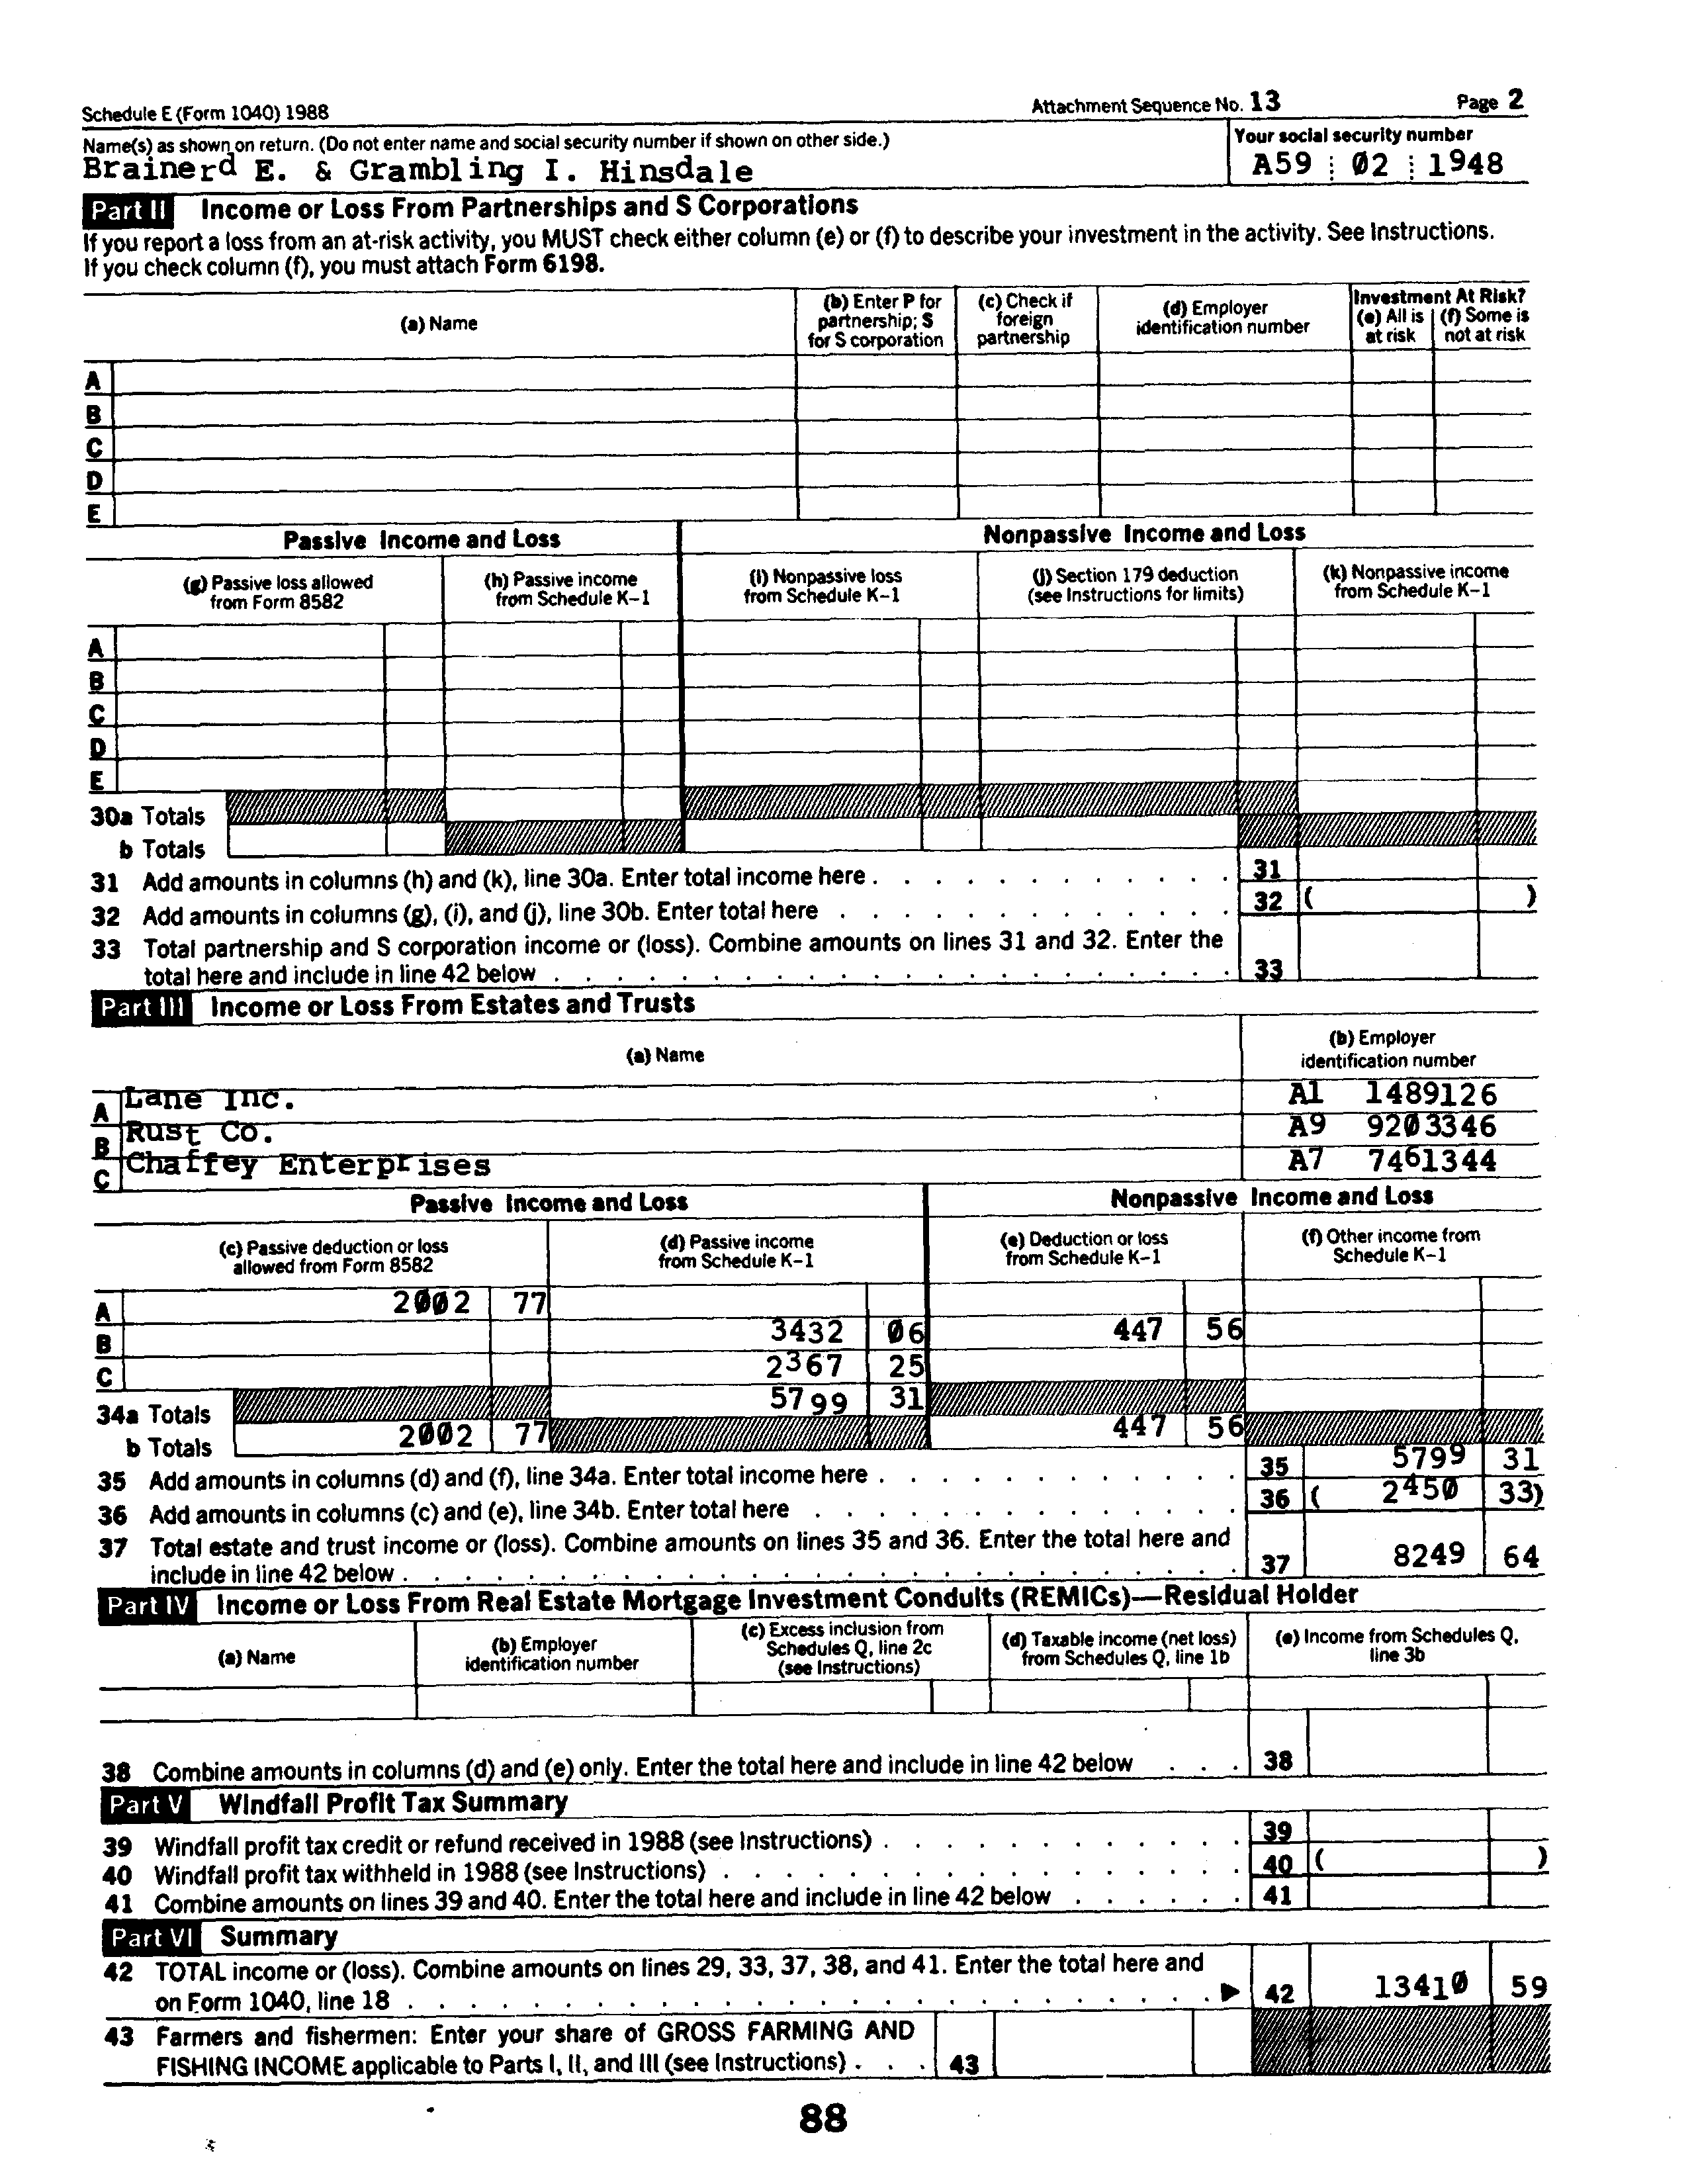 Schedule E (Form 1040) 1988 Attachment Sequence No. 13 Page 2
Name(s) as shown on return. (Do not enter name and social security number if shown on other side.) Your social security number
Brainerd E. & Grambling I. Hinsdale A59 02 1948
Part II Income or Loss From Partnerships and S Corporations
If you report a loss from an at-risk activity, you MUST check either column (e) or (f) to describe your investment in the activity. See Instructions.
If you check column (f), you must attach Form 6198.
(a) Name
(b) Enter P for partnership; S for S corporation
(c) Check if foreign partnership
(d) Employer identification number
Investment At Risk?
(e) All is at risk
(f) Some is not at risk
A
B
C
D
E
Passive Income and Loss Nonpassive Income and Loss
(g) Passive loss allowed from Form 8582
(h) Passive income from Schedule K–1
(i) Nonpassive loss from Schedule K–1
(j) Section 179 deduction (see Instructions for limits)
(k) Nonpassive income from Schedule K–1
A
B
C
D
E
30a Totals
b Totals
31 Add amounts in columns (h) and (k), line 30a. Enter total income here . . . . 31
32 Add amounts in columns (g), (i), and (j), line 30b. Enter total here . . . . 32 ( )
33 Total partnership and S corporation income or (loss). Combine amounts on lines 31 and 32. Enter the
total here and include in line 42 below . . . . 33
Part III Income or Loss From Estates and Trusts
(a) Name
(b) Employer identification number
A Lane Inc. A1 1489126
B Rust Co. A9 9203346
C Chaffey Enterprises A7 7461344
Passive Income and Loss Nonpassive Income and Loss
(c) Passive deduction or loss allowed from Form 8582
(d) Passive income from Schedule K–1
(e) Deduction or loss from Schedule K–1
(f) Other income from Schedule K–1
A 2002 77
B 3432 06 447 56
C 2367 25
34a Totals 5799 31
b Totals 2002 77 447 56
35 Add amounts in columns (d) and (f), line 34a. Enter total income here . . . . 35 5799 31
36 Add amounts in columns (c) and (e), line 34b. Enter total here . . . . 36 ( 2450 33)
37 Total estate and trust income or (loss). Combine amounts on lines 35 and 36. Enter the total here and
include in line 42 below . . . . 37 8249 64
Part IV Income or Loss From Real Estate Mortgage Investment Conduits (REMICs)—Residual Holder
(a) Name
(b) Employer identification number
(c) Excess inclusion from Schedules Q, line 2c (see Instructions)
(d) Taxable income (net loss) from Schedules Q, line 1b
(e) Income from Schedules Q, line 3b
38 Combine amounts in columns (d) and (e) only. Enter the total here and include in line 42 below . . . 38
Part V Windfall Profit Tax Summary
39 Windfall profit tax credit or refund received in 1988 (see Instructions) . . . . 39
40 Windfall profit tax withheld in 1988 (see Instructions) . . . . 40 ( )
41 Combine amounts on lines 39 and 40. Enter the total here and include in line 42 below . . . . 41
Part VI Summary
42 TOTAL income or (loss). Combine amounts on lines 29, 33, 37, 38, and 41. Enter the total here and
on Form 1040, line 18 . . . . ▶ 42 13410 59
43 Farmers and fishermen: Enter your share of GROSS FARMING AND
FISHING INCOME applicable to Parts I, II, and III (see Instructions) . . . 43
88